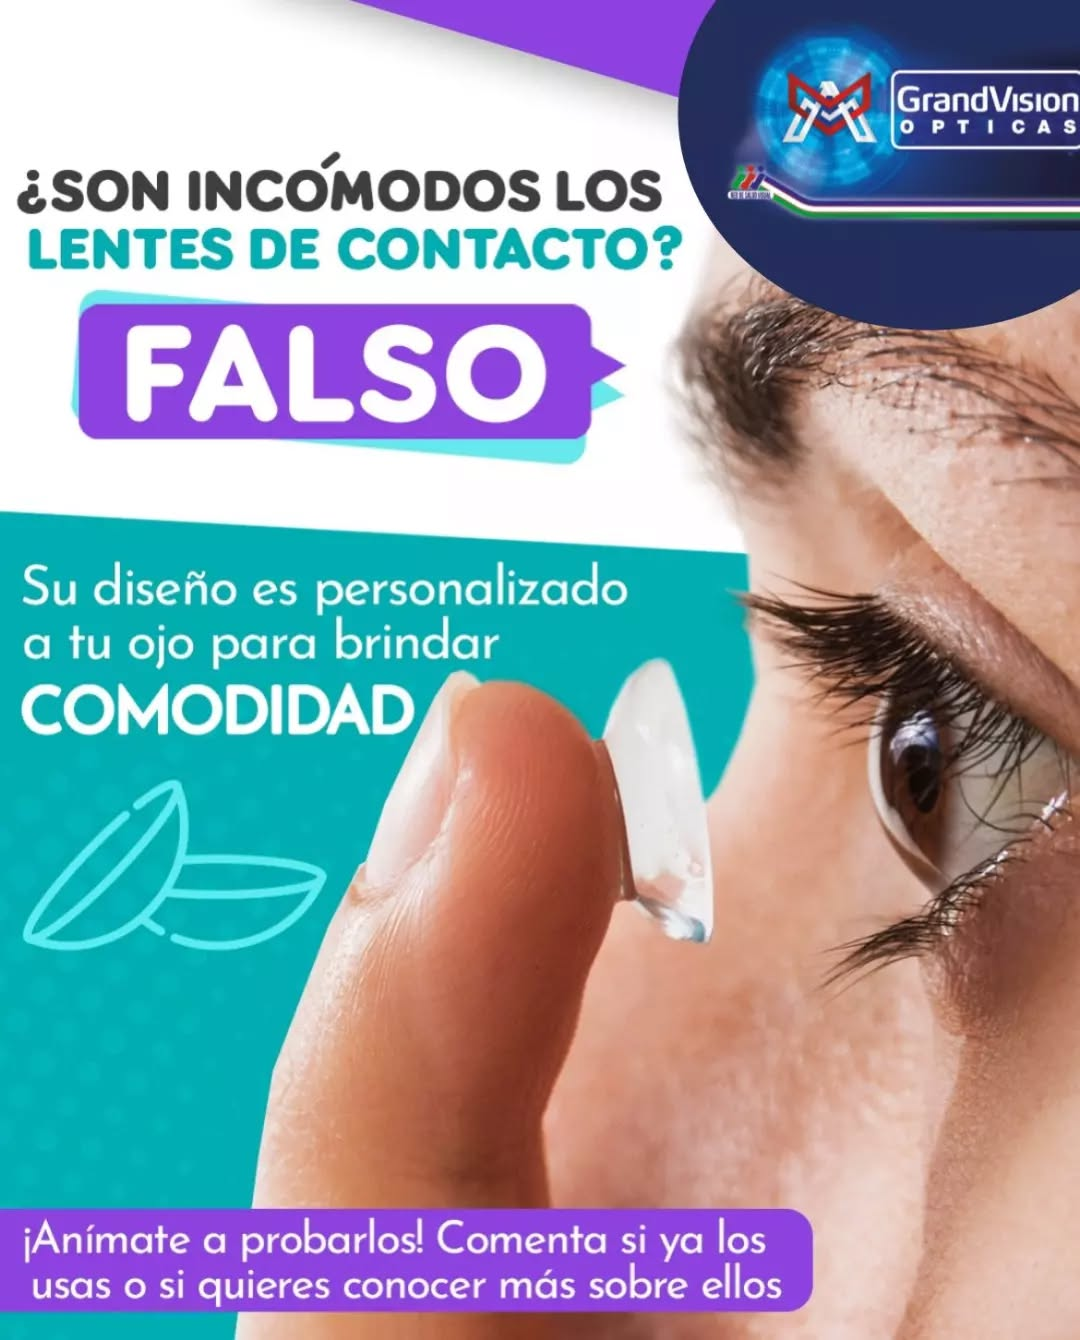 GrandVision
OPTICAS
¿SON INCÓMODOS LOS
LENTES DE CONTACTO?
FALSO
Su diseño es personalizado
a tu ojo para brindar
COMODIDAD
¡Anímate a probarlos! Comenta si ya los
usas o si quieres conocer más sobre ellos